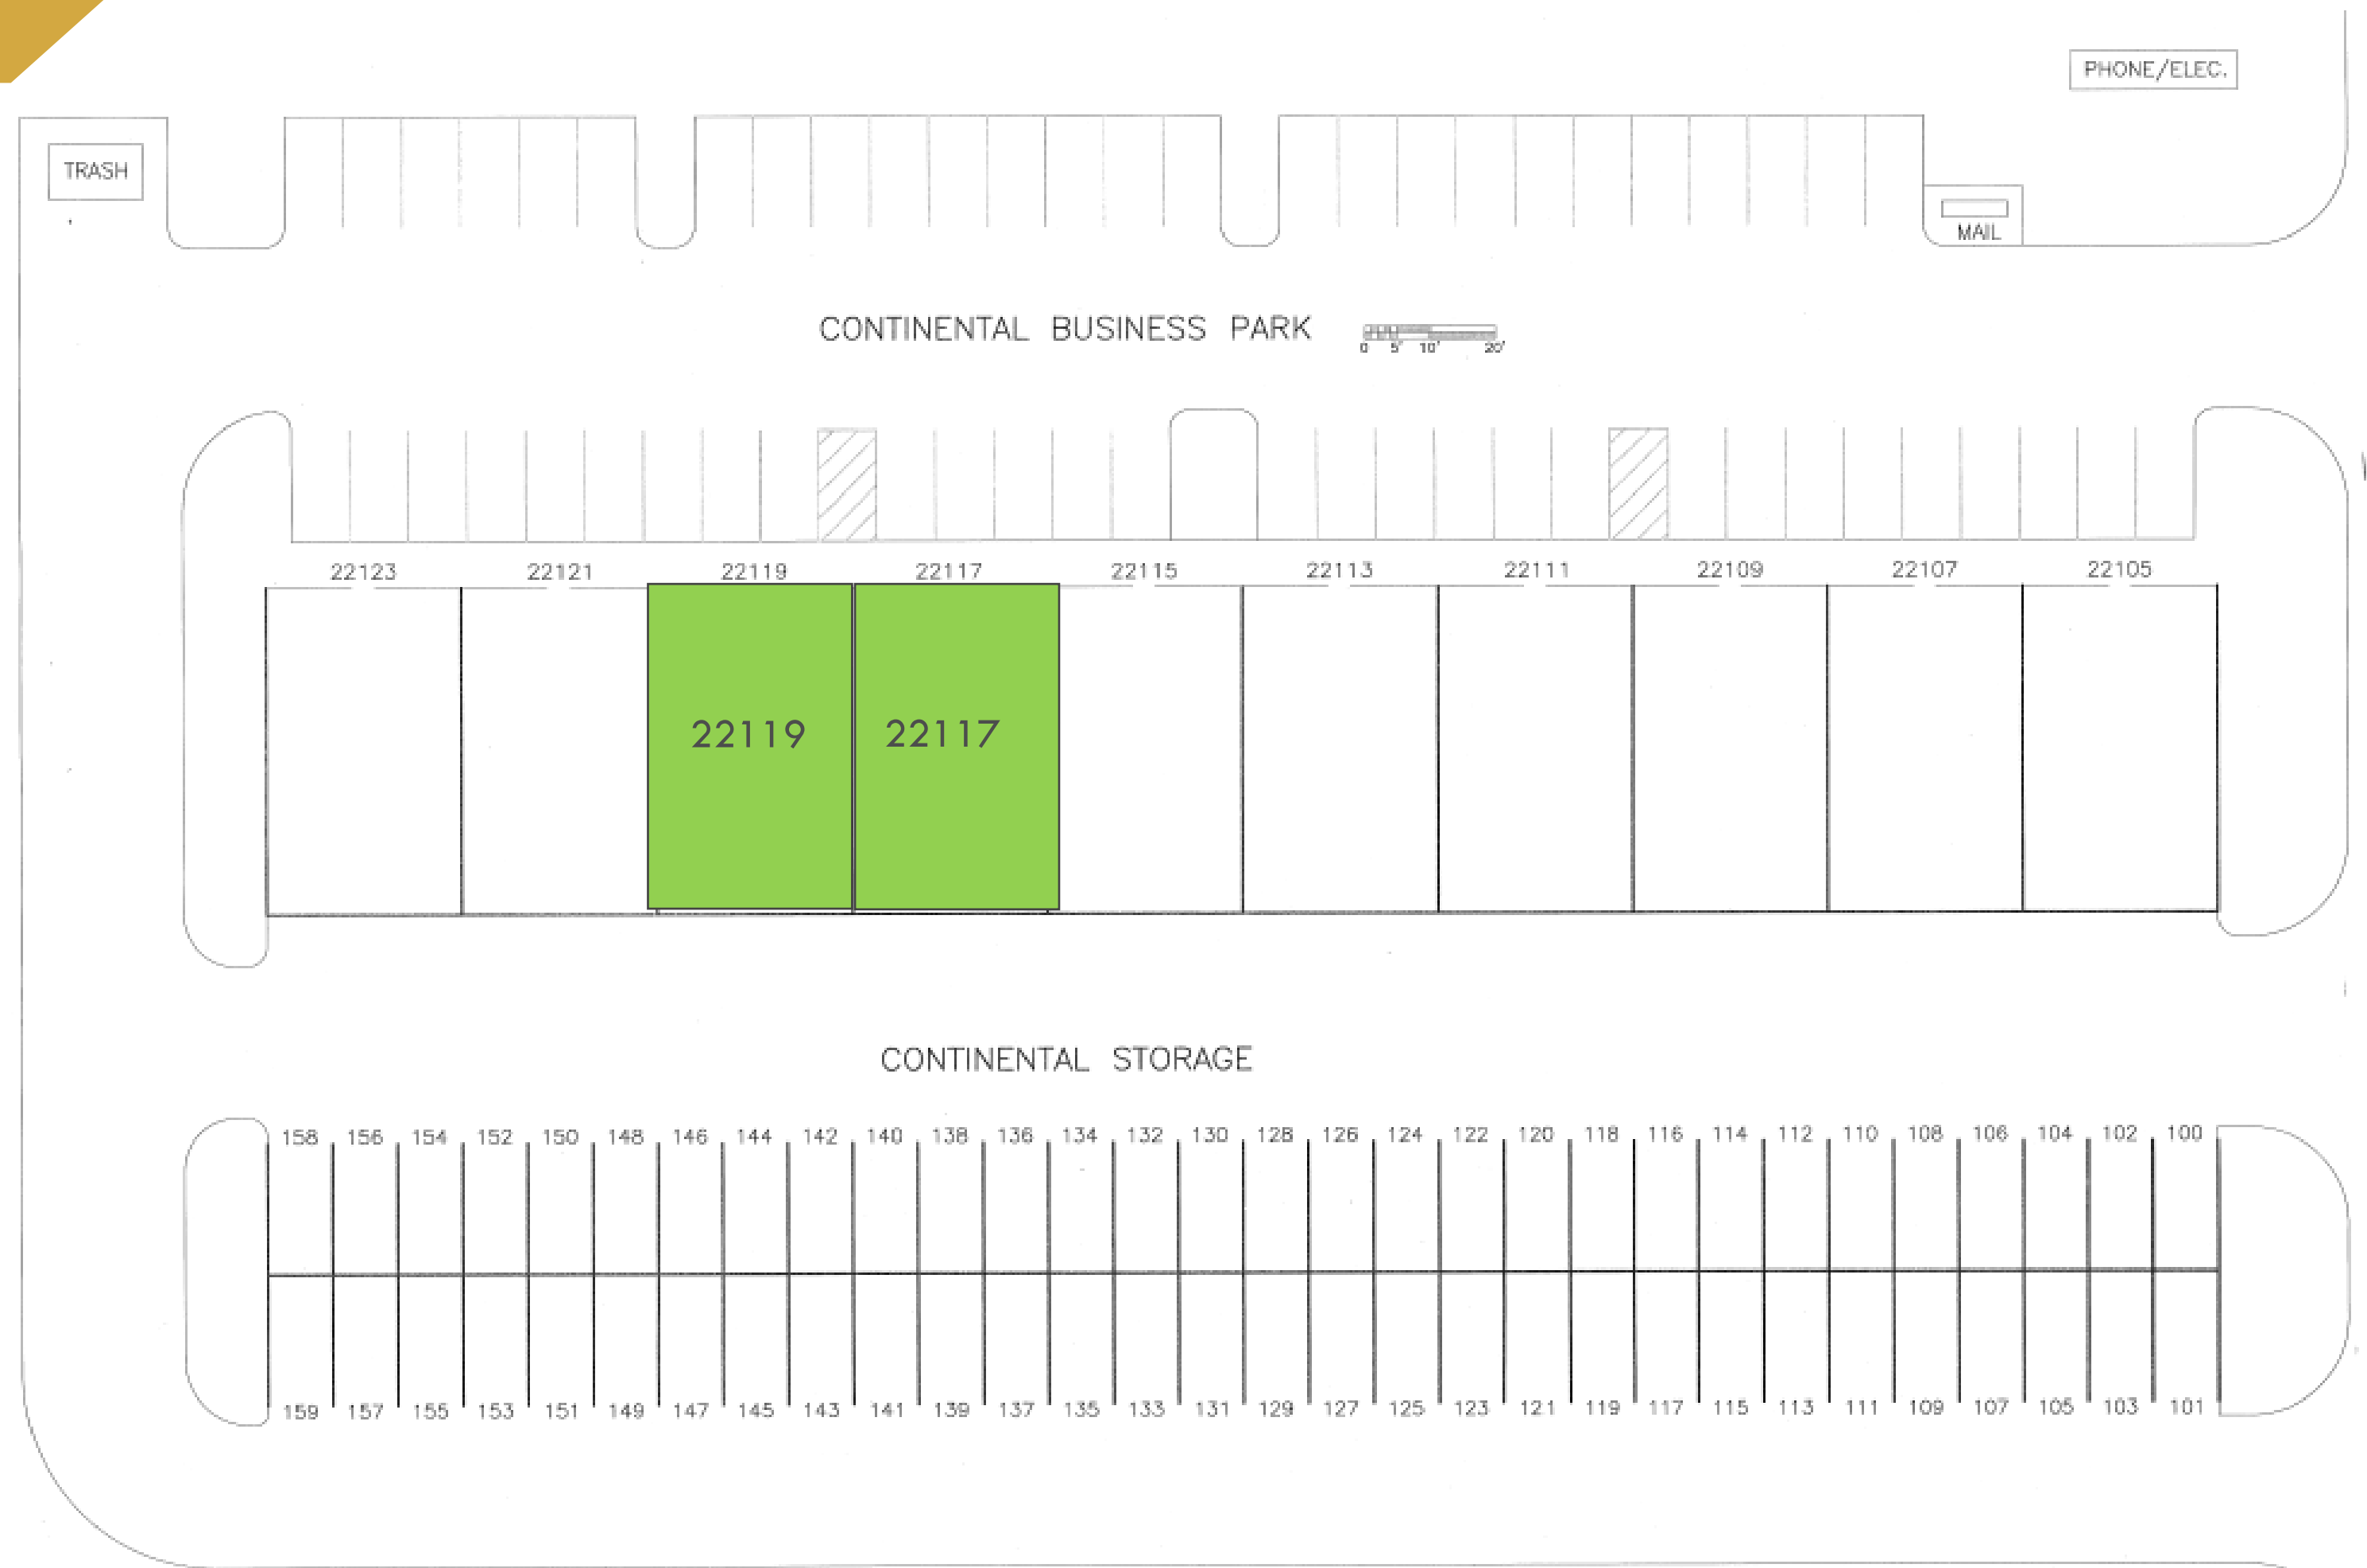 PHONE/ELEC.
TRASH
MAIL
CONTINENTAL BUSINESS PARK
0 5' 10' 20'
22123 22121 22119 22117 22115 22113 22111 22109 22107 22105
22119 22117
CONTINENTAL STORAGE
158 156 154 152 150 148 146 144 142 140 138 136 134 132 130 128 126 124 122 120 118 116 114 112 110 108 106 104 102 100
159 157 155 153 151 149 147 145 143 141 139 137 135 133 131 129 127 125 123 121 119 117 115 113 111 109 107 105 103 101